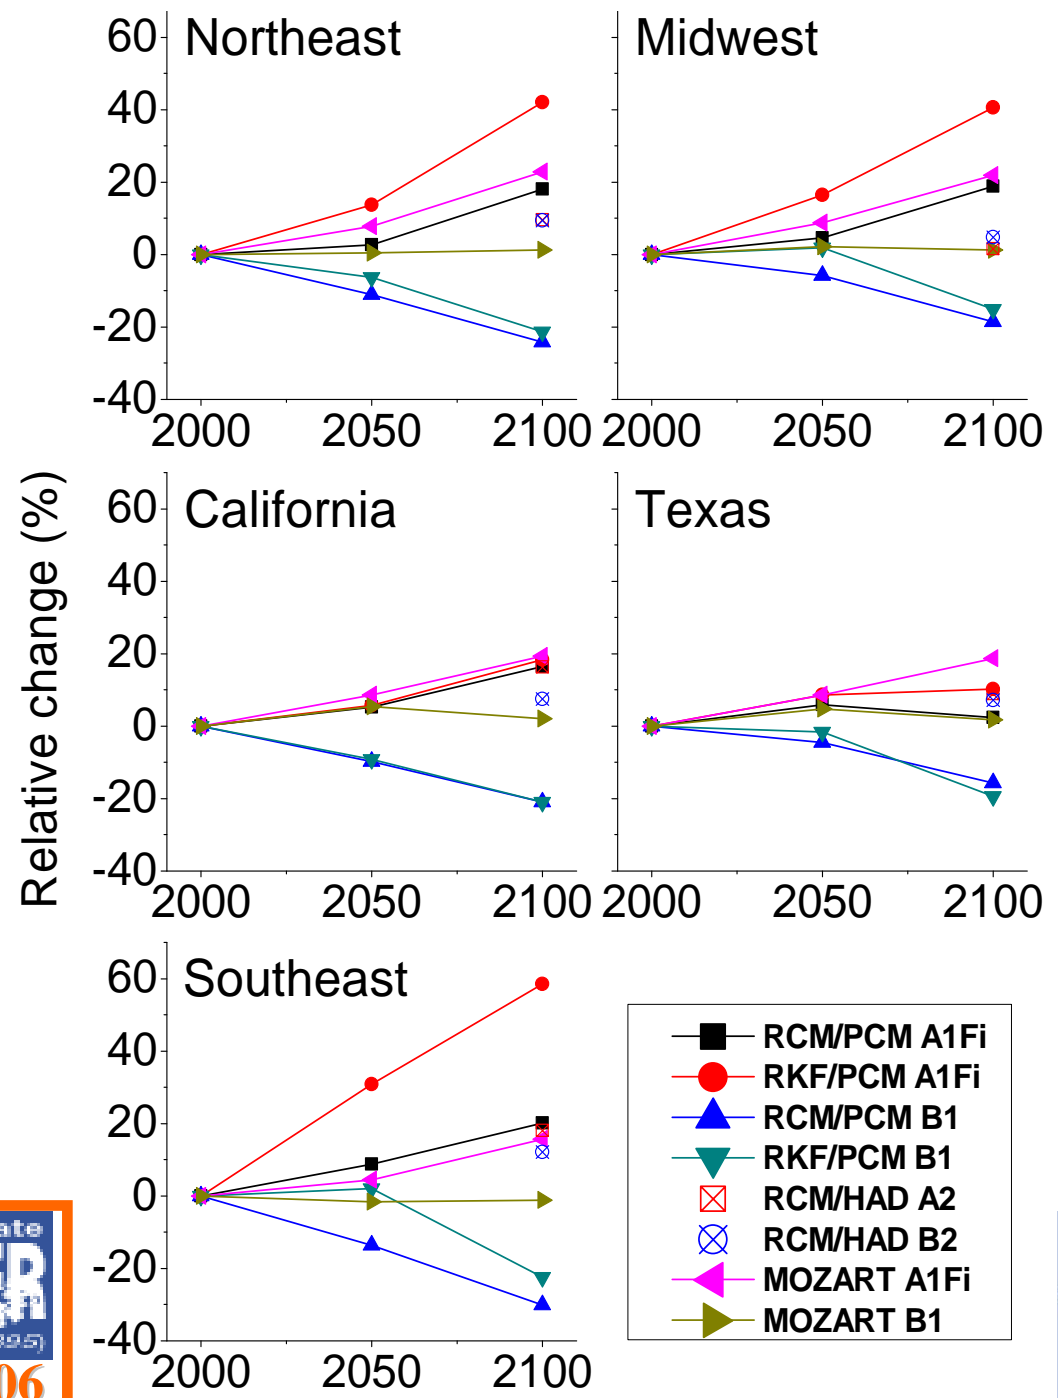 Northeast
60
40
20
0
-20
-40
2000 2050 2100
Midwest
2000 2050 2100
Relative change (%)
California
60
40
20
0
-20
-40
2000 2050 2100
Texas
2000 2050 2100
Southeast
60
40
20
0
-20
-40
2000 2050 2100
RCM/PCM A1Fi
RKF/PCM A1Fi
RCM/PCM B1
RKF/PCM B1
RCM/HAD A2
RCM/HAD B2
MOZART A1Fi
MOZART B1
ate
06